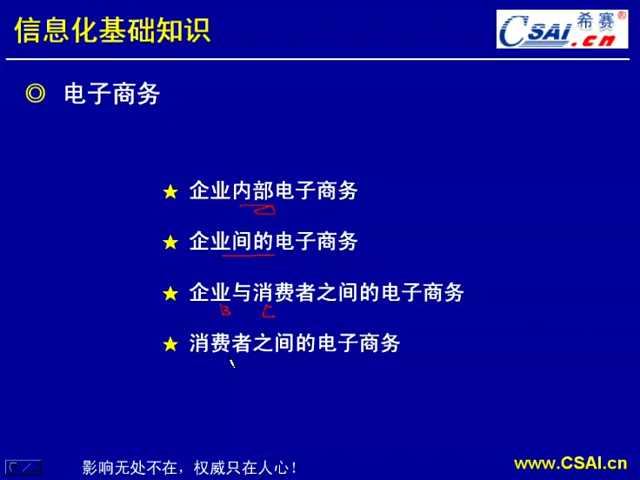 信息化基础知识
CSAI 希赛®
.cn
◎ 电子商务
★ 企业内部电子商务
★ 企业间的电子商务
★ 企业与消费者之间的电子商务
B C
★ 消费者之间的电子商务
影响无处不在，权威只在人心！
www.CSAI.cn